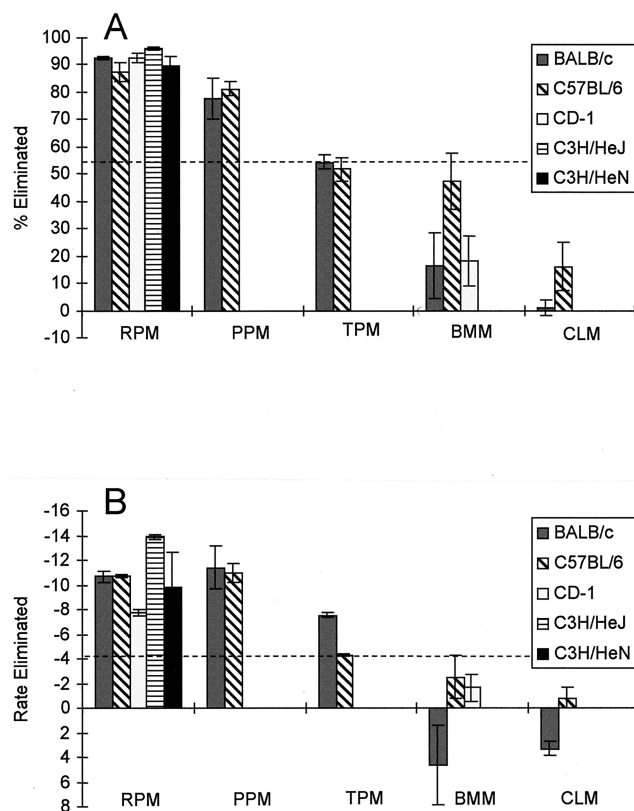 A
100
90
80
70
60
50
40
30
20
10
0
-10
% Eliminated
RPM PPM TPM BMM CLM
BALB/c
C57BL/6
CD-1
C3H/HeJ
C3H/HeN
B
-16
-14
-12
-10
-8
-6
-4
-2
0
2
4
6
8
Rate Eliminated
RPM PPM TPM BMM CLM
BALB/c
C57BL/6
CD-1
C3H/HeJ
C3H/HeN